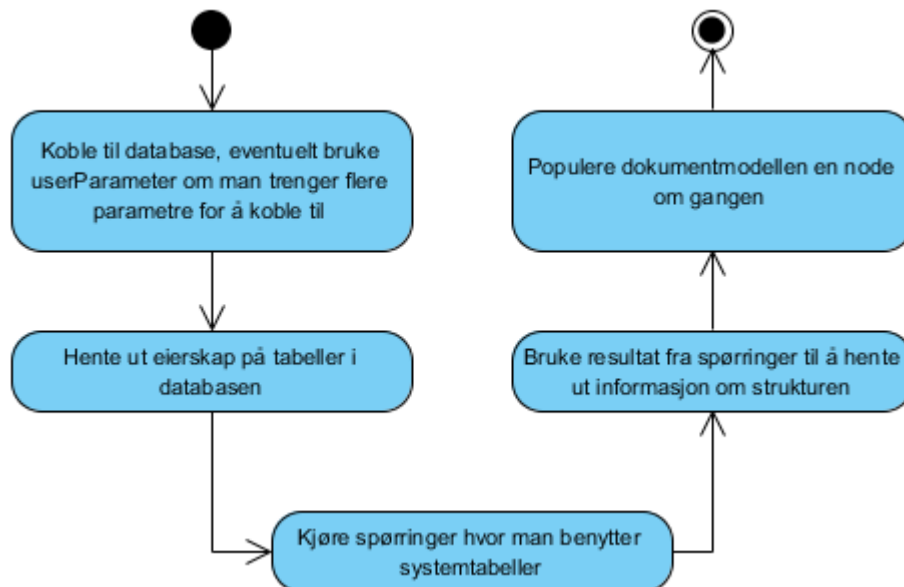 Koble til database, eventuelt bruke
userParameter om man trenger flere
parametre for å koble til
Hente ut eierskap på tabeller i
databasen
Kjøre spørringer hvor man benytter
systemtabeller
Bruke resultat fra spørringer til å hente
ut informasjon om strukturen
Populere dokumentmodellen en node
om gangen